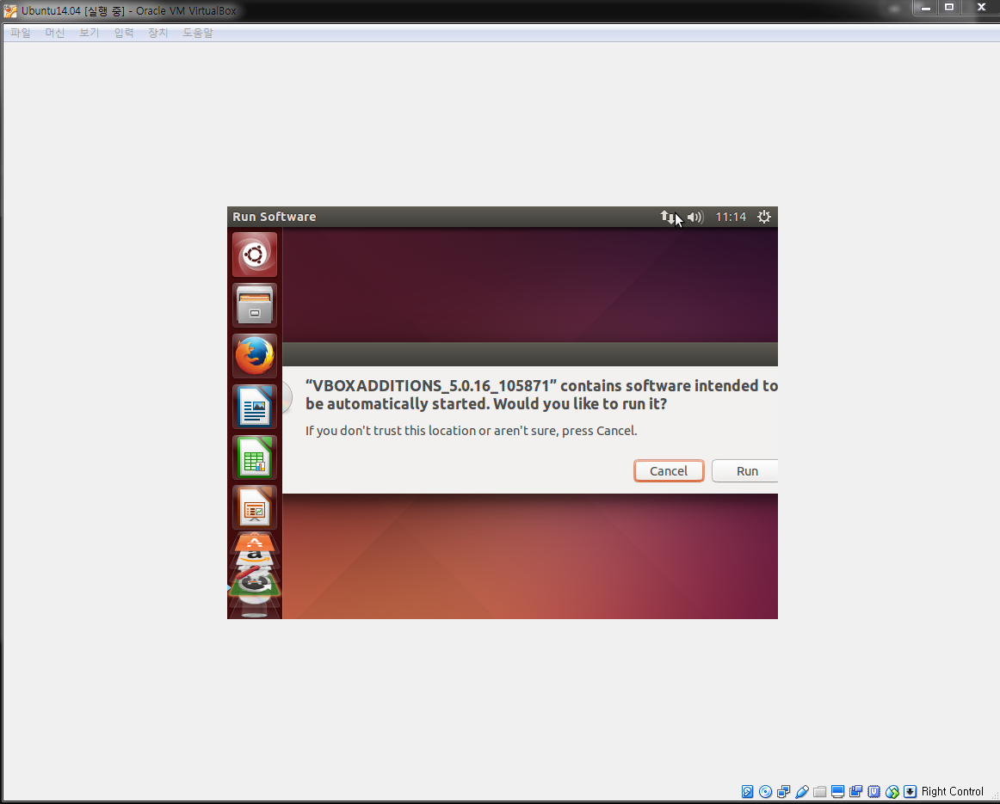 Ubuntu14.04 [실행 중] - Oracle VM VirtualBox
파일 머신 보기 입력 장치 도움말
Run Software 11:14
“VBOXADDITIONS_5.0.16_105871” contains software intended to
be automatically started. Would you like to run it?
If you don't trust this location or aren't sure, press Cancel.
Cancel Run
Right Control